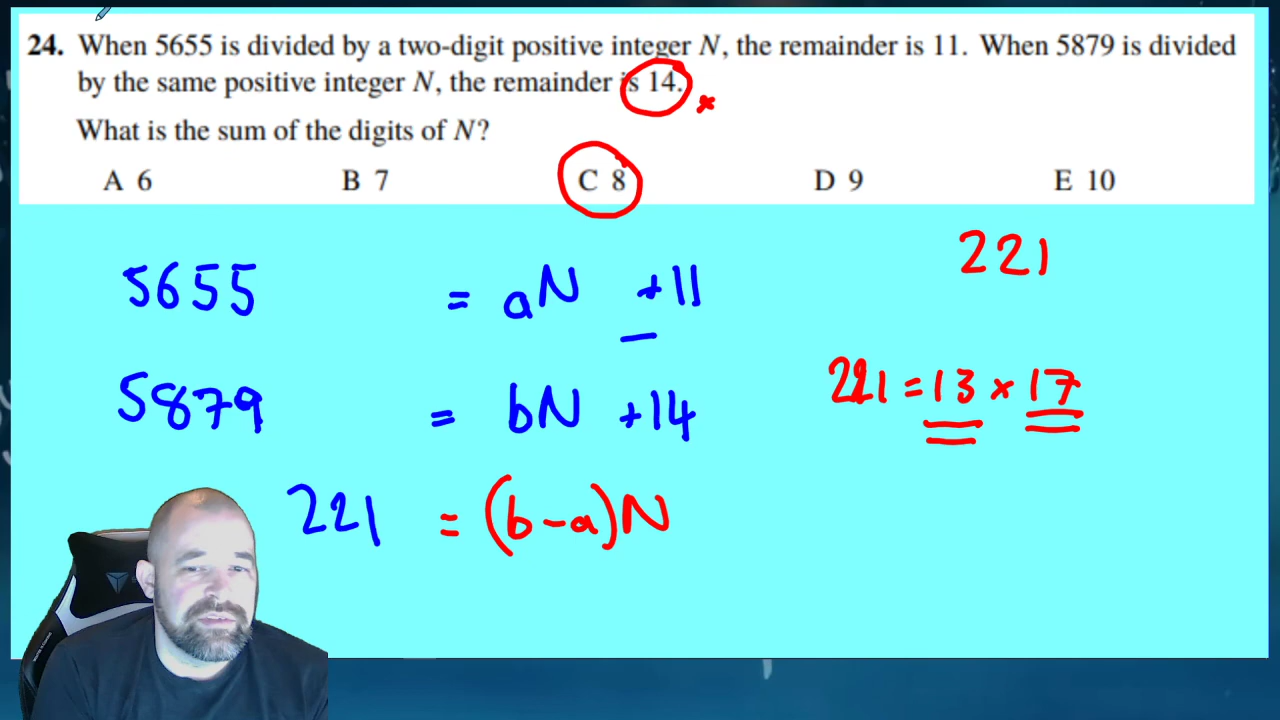 24. When 5655 is divided by a two-digit positive integer N, the remainder is 11. When 5879 is divided
by the same positive integer N, the remainder is 14.
What is the sum of the digits of N?
A 6 B 7 C 8 D 9 E 10
221
5655 = aN + 11
221 = 13 × 17
5879 = bN + 14
221 = (b-a)N